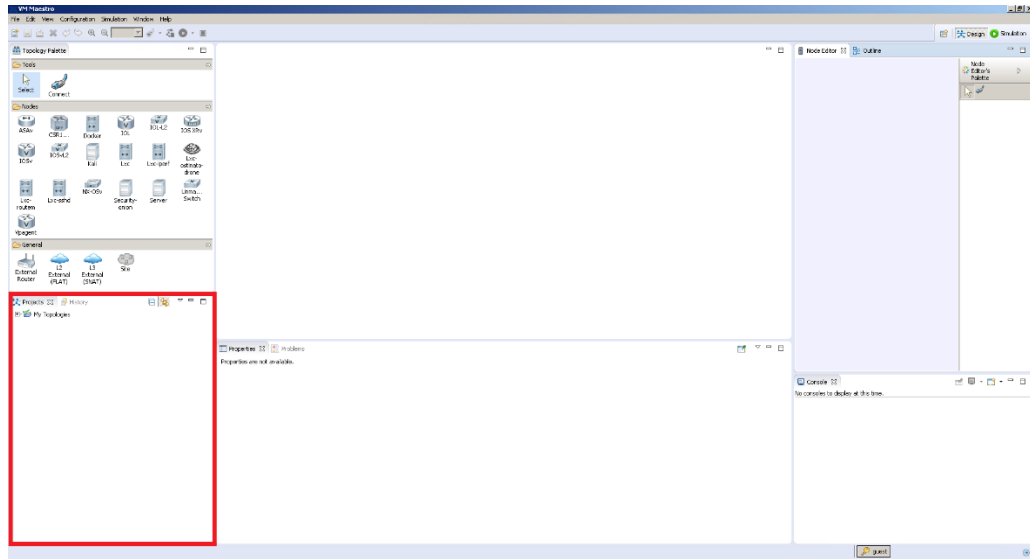 VM Maestro
File Edit View Configuration Simulation Window Help
Design Simulation
Topology Palette
Tools
Select Connect
Nodes
ASAv CSR1... Docker IOL IOL-L2 IOS XRv
IOSv IOSvL2 Kali Lxc Lxc-iperf Lxc-ostinato-drone
Lxc-routem Lxc-sshd NX-OSv Security-onion Server Unma... Switch
Vpagent
General
External Router L2 External (FLAT) L3 External (SNAT) Site
Projects History
My Topologies
Properties Problems
Properties are not available.
Node Editor Outline
Node Editor's Palette
Console
No consoles to display at this time.
guest